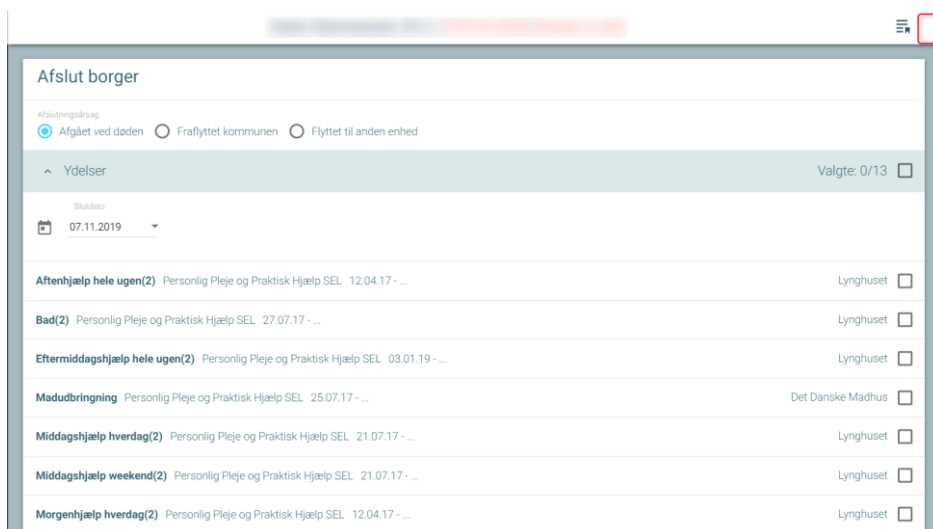 Afslut borger
Afslutningsårsag
Afgået ved døden Fraflyttet kommunen Flyttet til anden enhed
Ydelser Valgte: 0/13
Slutdato
07.11.2019
Aftenhjælp hele ugen(2) Personlig Pleje og Praktisk Hjælp SEL 12.04.17 - ... Lynghuset
Bad(2) Personlig Pleje og Praktisk Hjælp SEL 27.07.17 - ... Lynghuset
Eftermiddagshjælp hele ugen(2) Personlig Pleje og Praktisk Hjælp SEL 03.01.19 - ... Lynghuset
Madudbringning Personlig Pleje og Praktisk Hjælp SEL 25.07.17 - ... Det Danske Madhus
Middagshjælp hverdag(2) Personlig Pleje og Praktisk Hjælp SEL 21.07.17 - ... Lynghuset
Middagshjælp weekend(2) Personlig Pleje og Praktisk Hjælp SEL 21.07.17 - ... Lynghuset
Morgenhjælp hverdag(2) Personlig Pleje og Praktisk Hjælp SEL 12.04.17 - ... Lynghuset